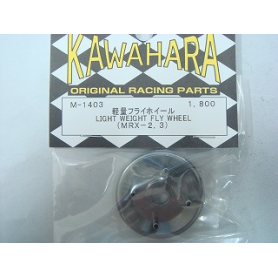 KAWAHARA
ORIGINAL RACING PARTS
M-1403 1,800
軽量フライホイール
LIGHT WEIGHT FLY WHEEL
(MRX-2, 3)